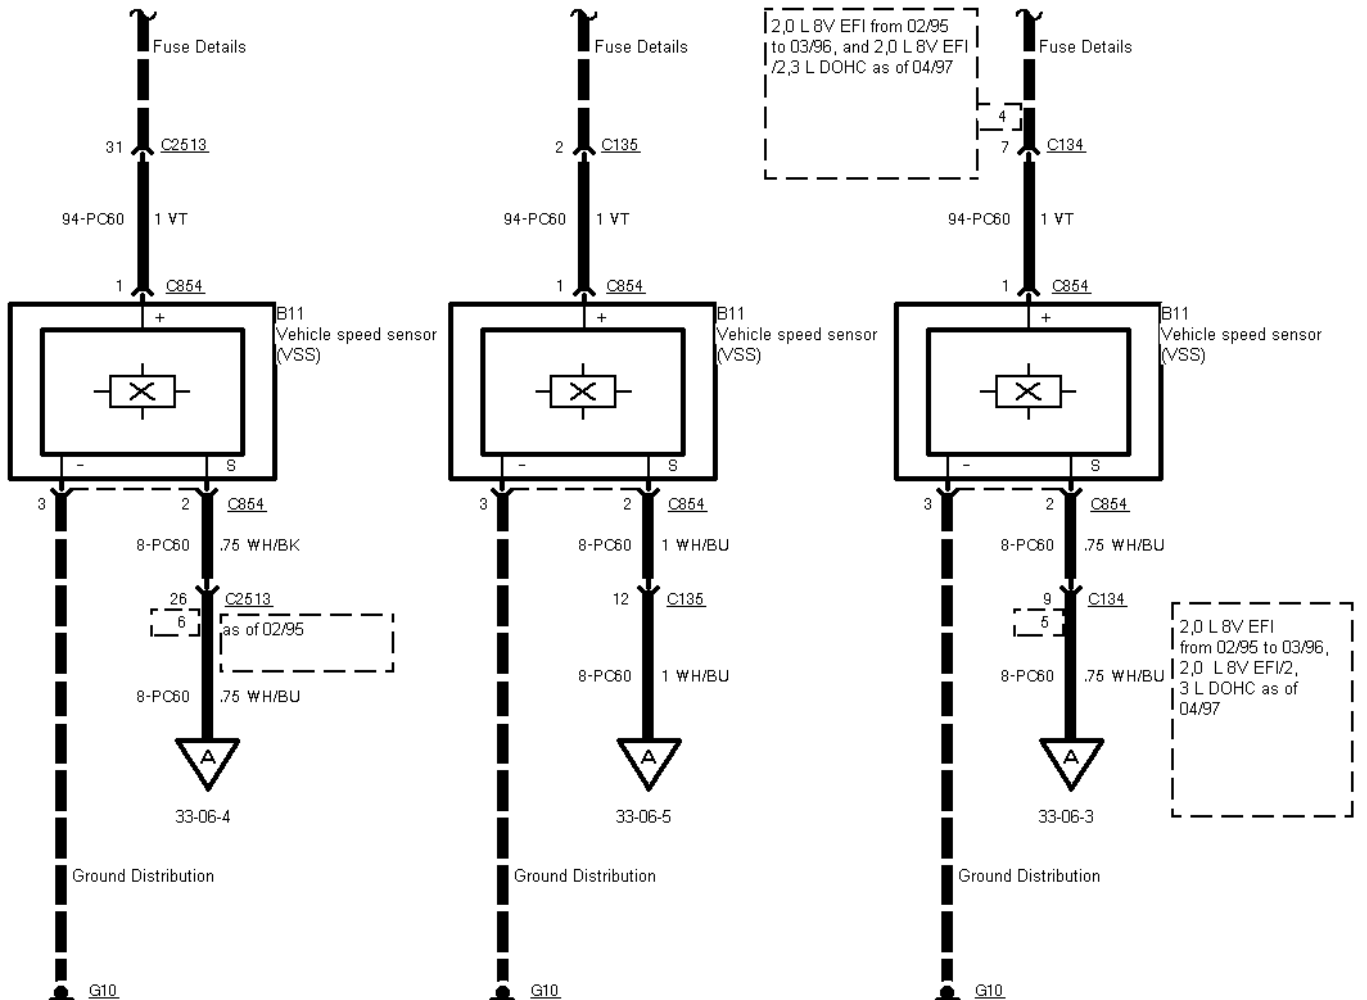 Fuse Details
31 C2513
94-PC60 1 VT
1 C854
B11
Vehicle speed sensor
(VSS)
+
-
S
3 2 C854
8-PC60 .75 WH/BK
26 C2513
6
as of 02/95
8-PC60 .75 WH/BU
A
33-06-4
Ground Distribution
G10
Fuse Details
2 C135
94-PC60 1 VT
1 C854
B11
Vehicle speed sensor
(VSS)
+
-
S
3 2 C854
8-PC60 1 WH/BU
12 C135
8-PC60 1 WH/BU
A
33-06-5
Ground Distribution
G10
2,0 L 8V EFI from 02/95
to 03/96, and 2,0 L 8V EFI
/2,3 L DOHC as of 04/97
Fuse Details
4
7 C134
94-PC60 1 VT
1 C854
B11
Vehicle speed sensor
(VSS)
+
-
S
3 2 C854
8-PC60 .75 WH/BU
9 C134
5
2,0 L 8V EFI
from 02/95 to 03/96,
2,0 L 8V EFI/2,
3 L DOHC as of
04/97
8-PC60 .75 WH/BU
A
33-06-3
Ground Distribution
G10